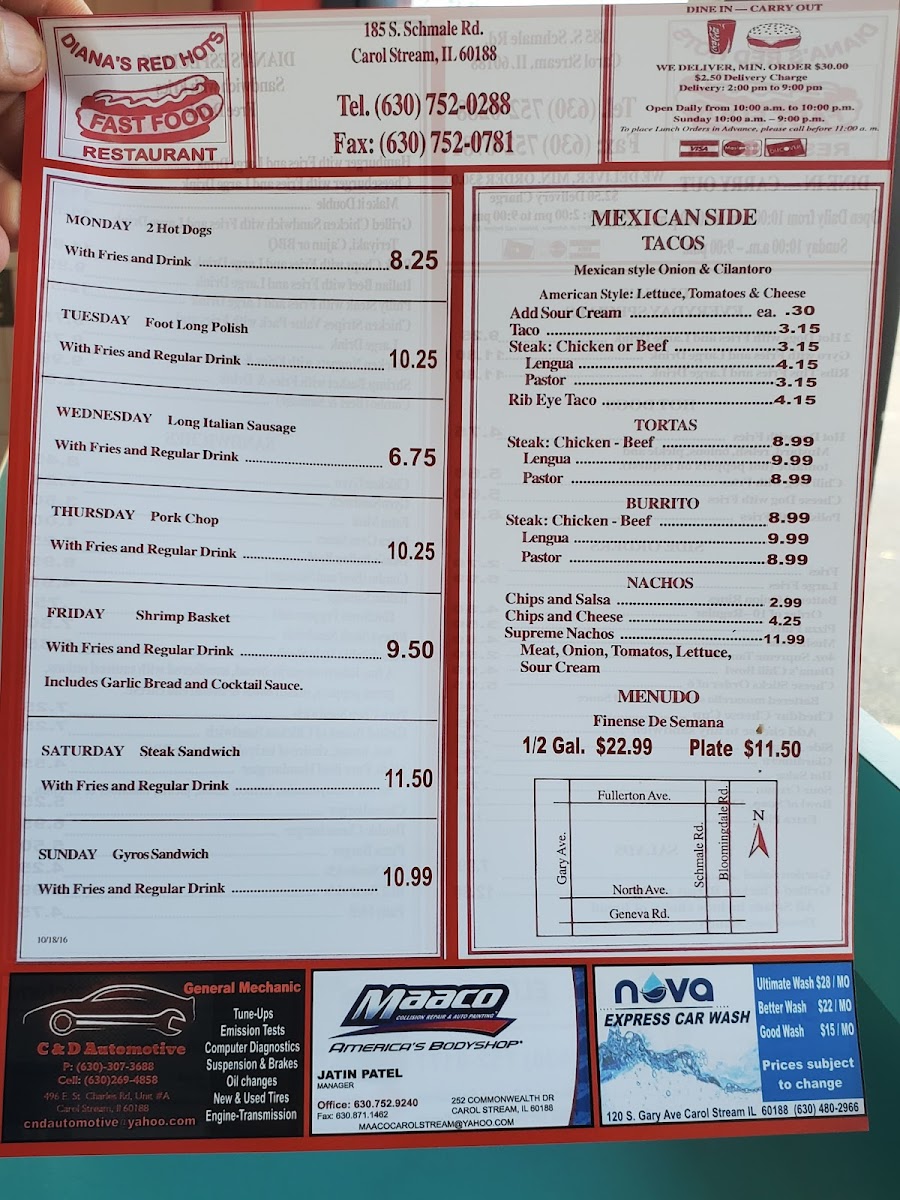 DIANA'S RED HOTS
FAST FOOD
RESTAURANT
185 S. Schmale Rd.
Carol Stream, IL 60188
Tel. (630) 752-0288
Fax: (630) 752-0781
DINE IN — CARRY OUT
WE DELIVER, MIN. ORDER $30.00
$2.50 Delivery Charge
Delivery: 2:00 pm to 9:00 pm
Open Daily from 10:00 a.m. to 10:00 p.m.
Sunday 10:00 a.m. – 9:00 p.m.
To place Lunch Orders in Advance, please call before 11:00 a. m.
VISA MasterCard
MONDAY 2 Hot Dogs
With Fries and Drink 8.25
TUESDAY Foot Long Polish
With Fries and Regular Drink 10.25
WEDNESDAY Long Italian Sausage
With Fries and Regular Drink 6.75
THURSDAY Pork Chop
With Fries and Regular Drink 10.25
FRIDAY Shrimp Basket
With Fries and Regular Drink 9.50
Includes Garlic Bread and Cocktail Sauce.
SATURDAY Steak Sandwich
With Fries and Regular Drink 11.50
SUNDAY Gyros Sandwich
With Fries and Regular Drink 10.99
10/18/16
MEXICAN SIDE
TACOS
Mexican style Onion & Cilantoro
American Style: Lettuce, Tomatoes & Cheese
Add Sour Cream ea. .30
Taco 3.15
Steak: Chicken or Beef 3.15
Lengua 4.15
Pastor 3.15
Rib Eye Taco 4.15
TORTAS
Steak: Chicken - Beef 8.99
Lengua 9.99
Pastor 8.99
BURRITO
Steak: Chicken - Beef 8.99
Lengua 9.99
Pastor 8.99
NACHOS
Chips and Salsa 2.99
Chips and Cheese 4.25
Supreme Nachos 11.99
Meat, Onion, Tomatos, Lettuce,
Sour Cream
MENUDO
Finense De Semana
1/2 Gal. $22.99 Plate $11.50
Fullerton Ave.
Gary Ave.
Schmale Rd.
Bloomingdale Rd.
N
North Ave.
Geneva Rd.
General Mechanic
C & D Automotive
P: (630)-307-3688
Cell: (630)269-4858
496 E. St. Charles Rd, Unit #A
Carol Stream, Il 60188
cndautomotive@yahoo.com
Tune-Ups
Emission Tests
Computer Diagnostics
Suspension & Brakes
Oil changes
New & Used Tires
Engine-Transmission
Maaco
COLLISION REPAIR & AUTO PAINTING
AMERICA'S BODYSHOP®
JATIN PATEL
MANAGER
Office: 630.752.9240
Fax: 630.871.1462
252 COMMONWEALTH DR
CAROL STREAM, IL 60188
MAACOCAROLSTREAM@YAHOO.COM
nova
EXPRESS CAR WASH
Ultimate Wash $28 / MO
Better Wash $22 / MO
Good Wash $15 / MO
Prices subject
to change
120 S. Gary Ave Carol Stream IL 60188 (630) 480-2966